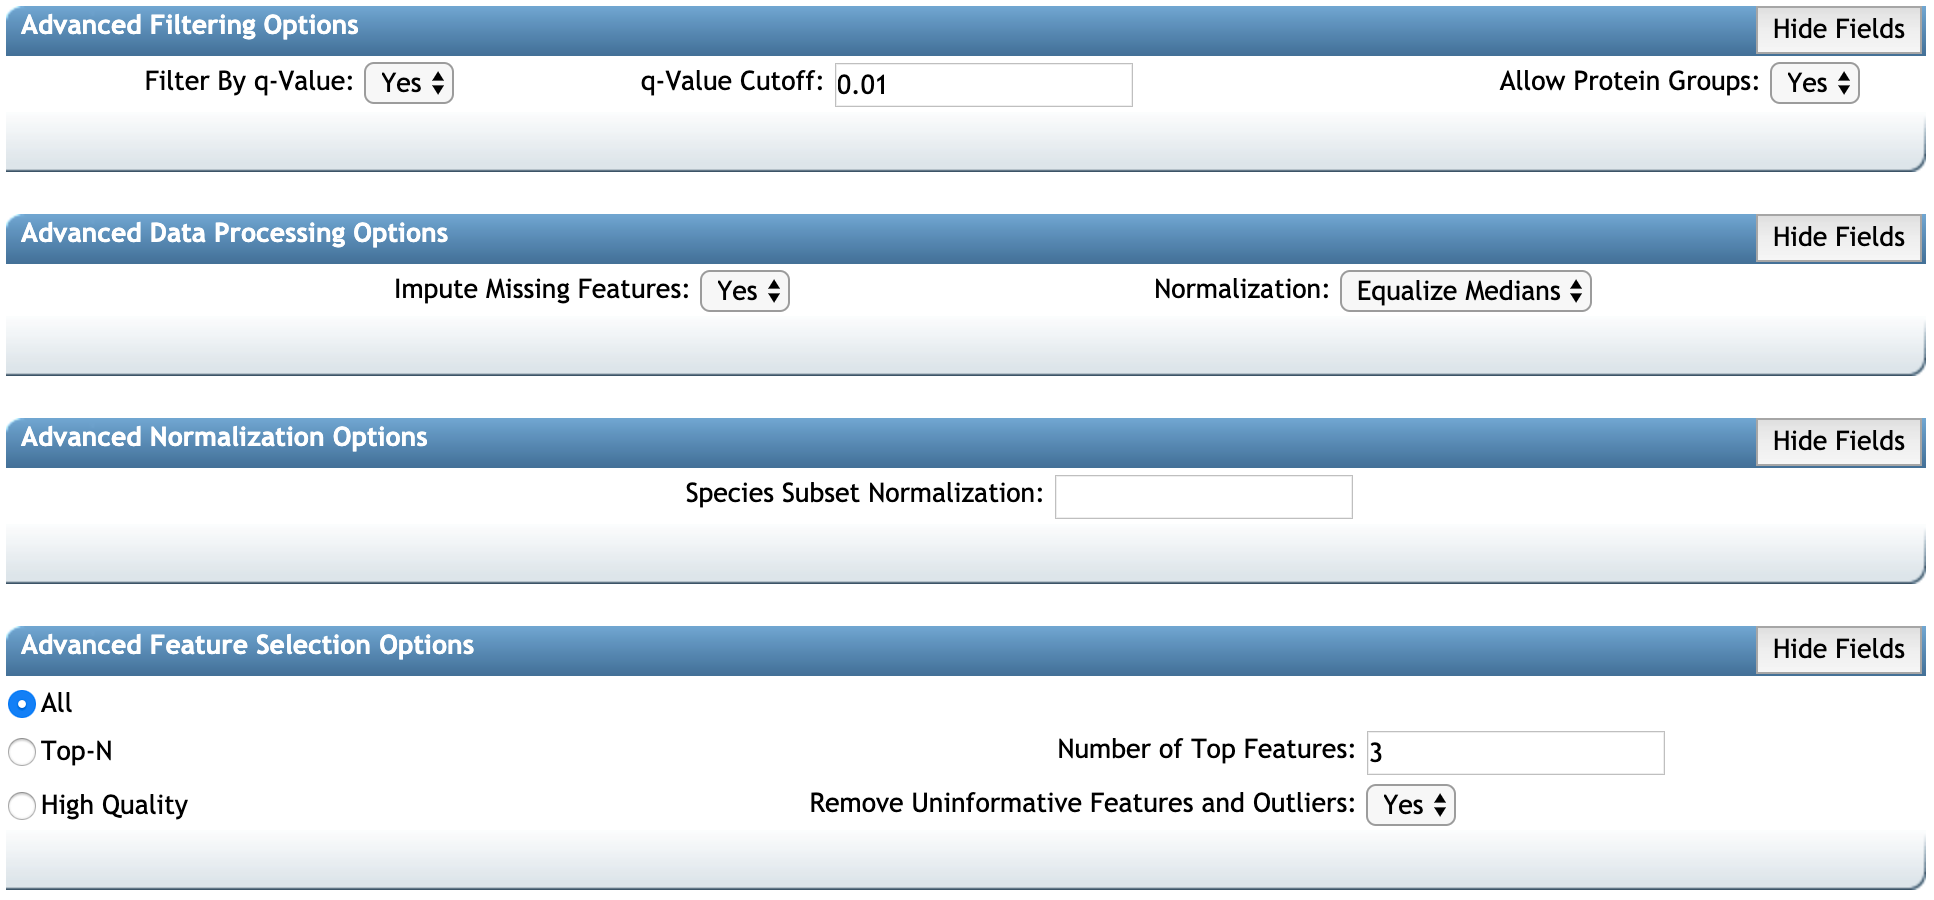 Advanced Filtering Options Hide Fields
Filter By q-Value: Yes q-Value Cutoff: 0.01 Allow Protein Groups: Yes
Advanced Data Processing Options Hide Fields
Impute Missing Features: Yes Normalization: Equalize Medians
Advanced Normalization Options Hide Fields
Species Subset Normalization:
Advanced Feature Selection Options Hide Fields
All
Top-N Number of Top Features: 3
High Quality Remove Uninformative Features and Outliers: Yes